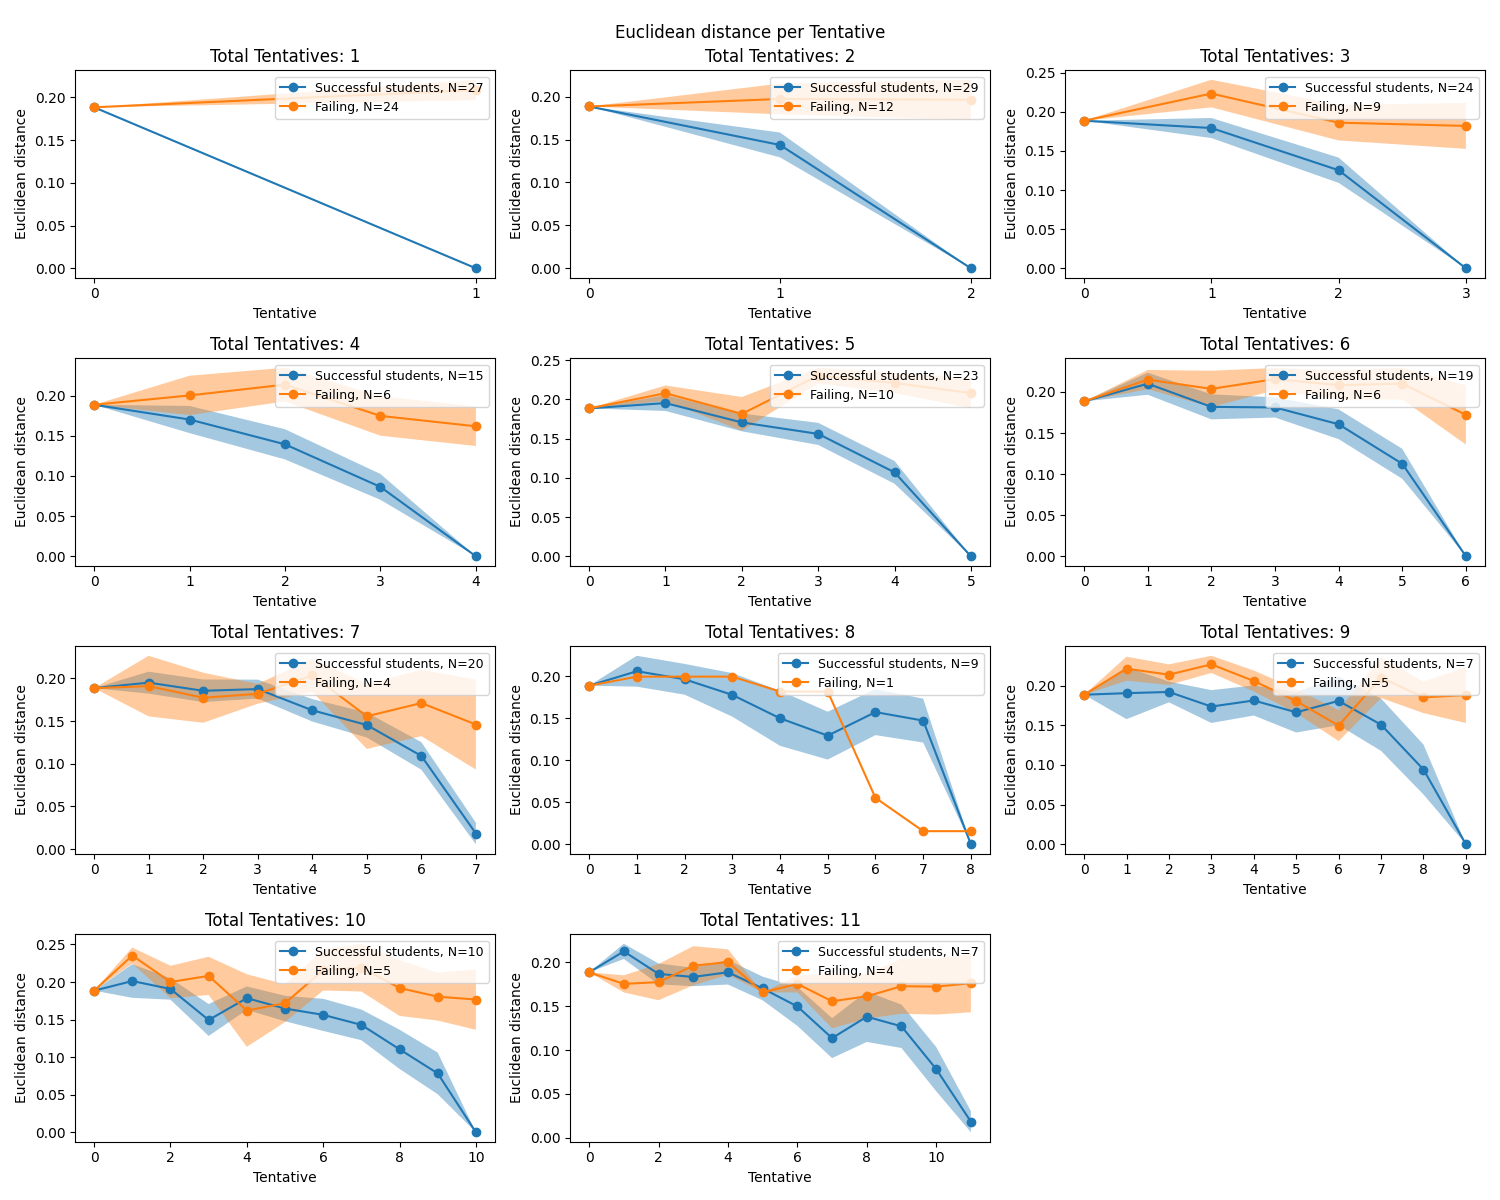 Euclidean distance per Tentative
Total Tentatives: 1
Euclidean distance
0.20
0.15
0.10
0.05
0.00
Successful students, N=27
Failing, N=24
0 1
Tentative
Total Tentatives: 2
Euclidean distance
0.20
0.15
0.10
0.05
0.00
Successful students, N=29
Failing, N=12
0 1 2
Tentative
Total Tentatives: 3
Euclidean distance
0.25
0.20
0.15
0.10
0.05
0.00
Successful students, N=24
Failing, N=9
0 1 2 3
Tentative
Total Tentatives: 4
Euclidean distance
0.20
0.15
0.10
0.05
0.00
Successful students, N=15
Failing, N=6
0 1 2 3 4
Tentative
Total Tentatives: 5
Euclidean distance
0.25
0.20
0.15
0.10
0.05
0.00
Successful students, N=23
Failing, N=10
0 1 2 3 4 5
Tentative
Total Tentatives: 6
Euclidean distance
0.20
0.15
0.10
0.05
0.00
Successful students, N=19
Failing, N=6
0 1 2 3 4 5 6
Tentative
Total Tentatives: 7
Euclidean distance
0.20
0.15
0.10
0.05
0.00
Successful students, N=20
Failing, N=4
0 1 2 3 4 5 6 7
Tentative
Total Tentatives: 8
Euclidean distance
0.20
0.15
0.10
0.05
0.00
Successful students, N=9
Failing, N=1
0 1 2 3 4 5 6 7 8
Tentative
Total Tentatives: 9
Euclidean distance
0.20
0.15
0.10
0.05
0.00
Successful students, N=7
Failing, N=5
0 1 2 3 4 5 6 7 8 9
Tentative
Total Tentatives: 10
Euclidean distance
0.25
0.20
0.15
0.10
0.05
0.00
Successful students, N=10
Failing, N=5
0 2 4 6 8 10
Tentative
Total Tentatives: 11
Euclidean distance
0.20
0.15
0.10
0.05
0.00
Successful students, N=7
Failing, N=4
0 2 4 6 8 10
Tentative